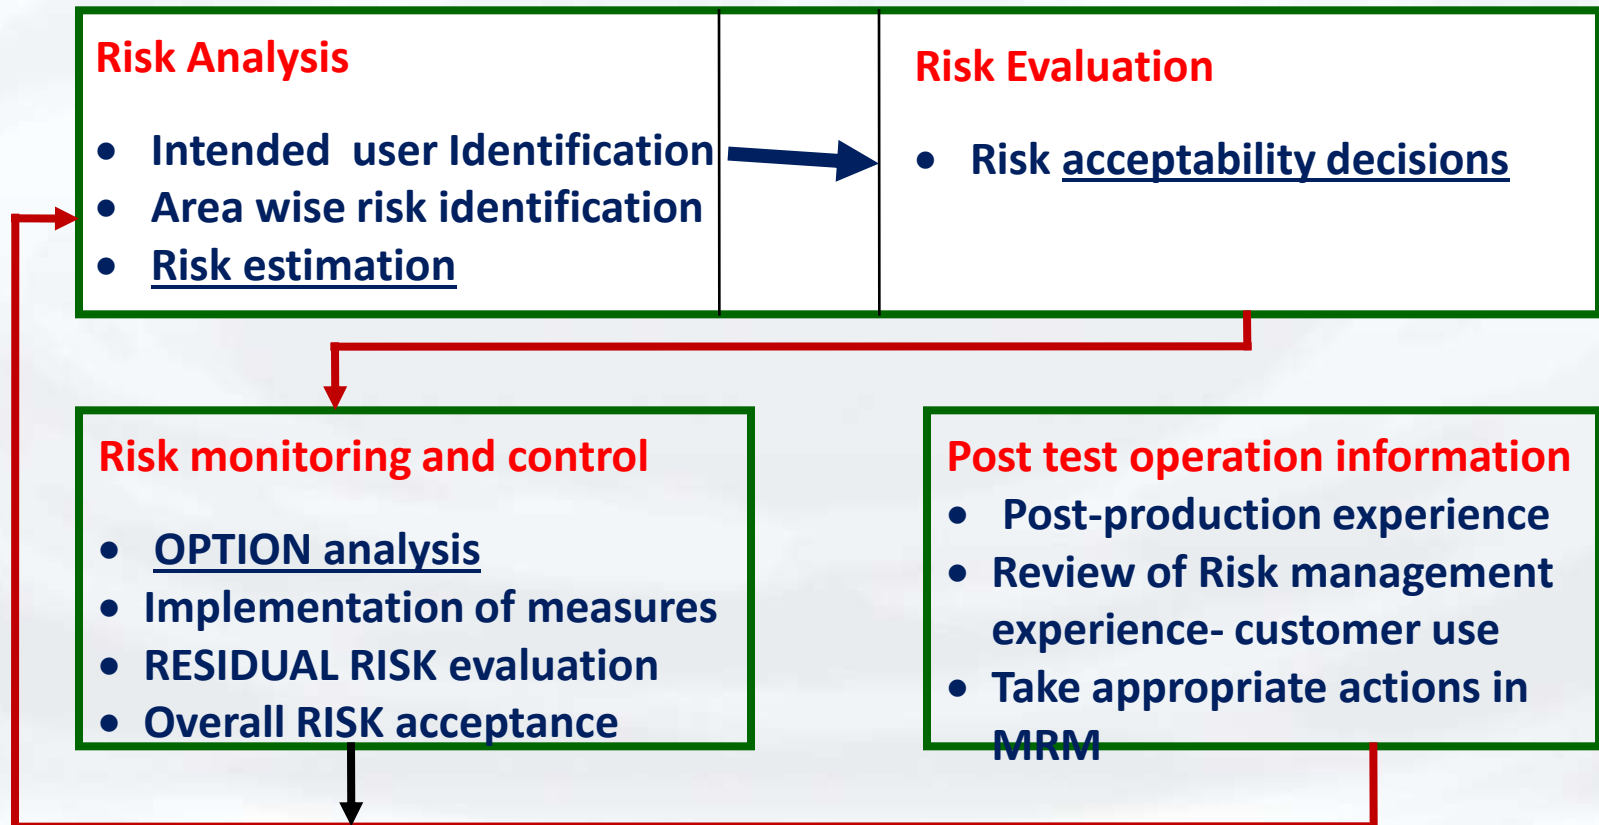 Risk Analysis
● Intended  user Identification
● Area wise risk identification
● Risk estimation
Risk Evaluation
● Risk acceptability decisions
Risk monitoring and control
● OPTION analysis
● Implementation of measures
● RESIDUAL RISK evaluation
● Overall RISK acceptance
Post test operation information
● Post-production experience
● Review of Risk management
experience- customer use
● Take appropriate actions in
MRM